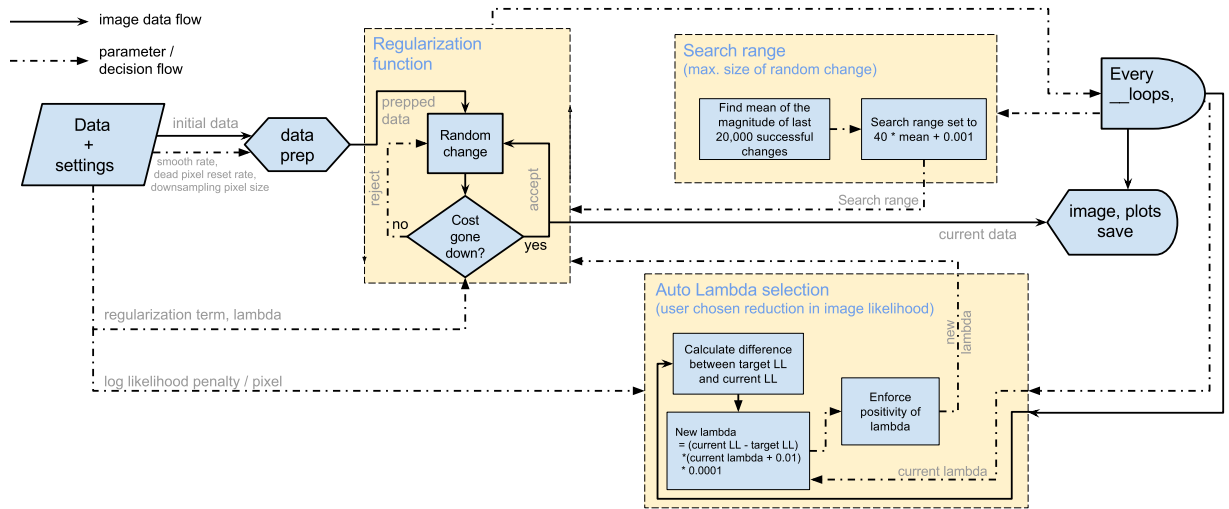 image data flow
parameter /
decision flow
Data
+
settings
initial data
smooth rate,
dead pixel reset rate,
downsampling pixel size
data
prep
Regularization
function
prepped
data
Random
change
reject
accept
no
Cost
gone
down?
yes
Search range
(max. size of random change)
Find mean of the
magnitude of last
20,000 successful
changes
Search range set to
40 * mean + 0.001
Search range
Every
__loops,
image, plots
save
current data
regularization term, lambda
log likelihood penalty / pixel
Auto Lambda selection
(user chosen reduction in image likelihood)
Calculate difference
between target LL
and current LL
New lambda
= (current LL - target LL)
*(current lambda + 0.01)
* 0.0001
Enforce
positivity of
lambda
new
lambda
current lambda